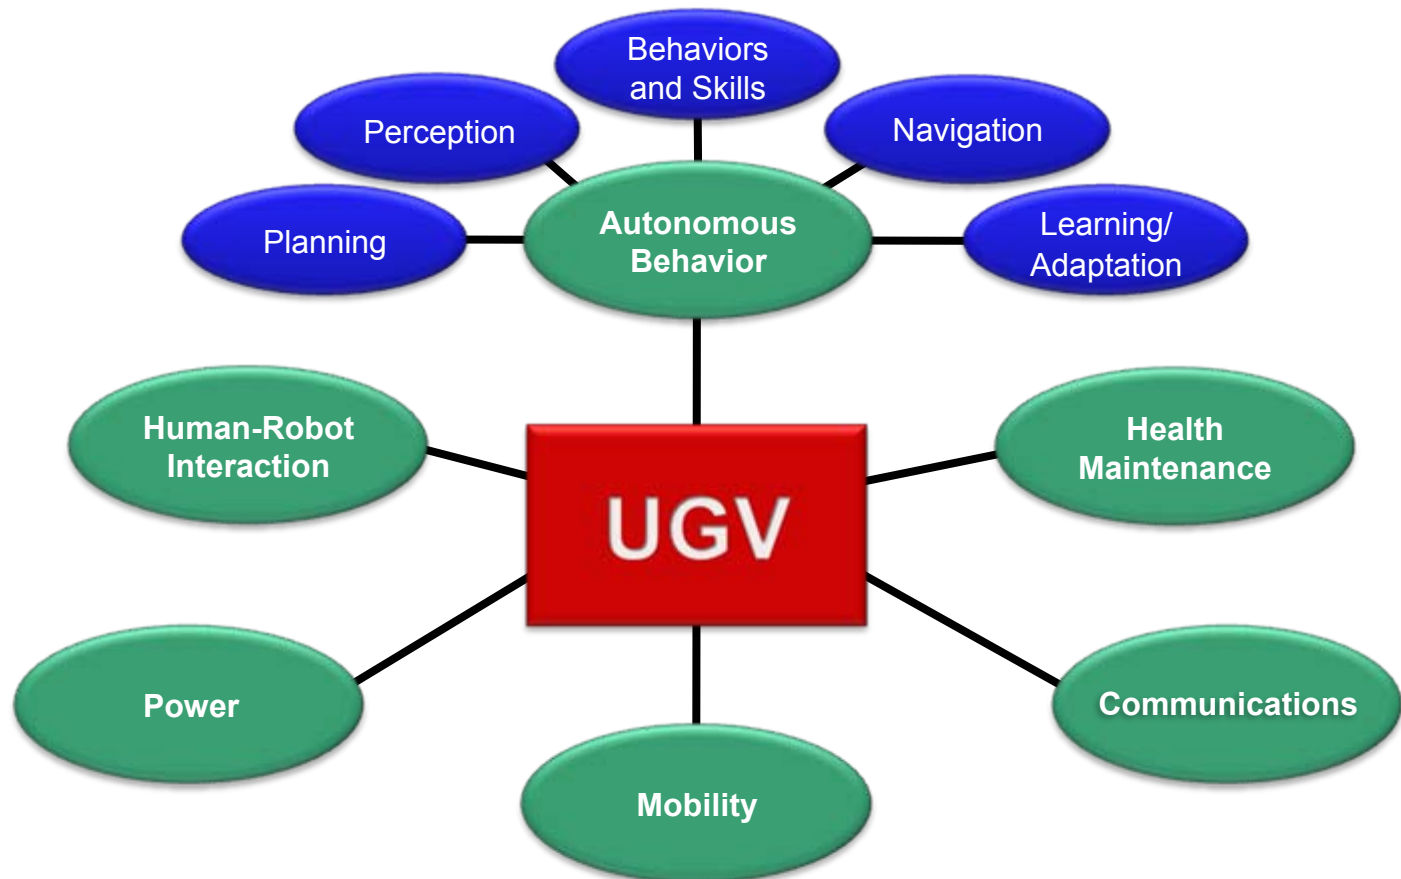 Behaviors
and Skills
Perception
Navigation
Planning
Autonomous
Behavior
Learning/
Adaptation
Human-Robot
Interaction
Health
Maintenance
UGV
Power
Communications
Mobility